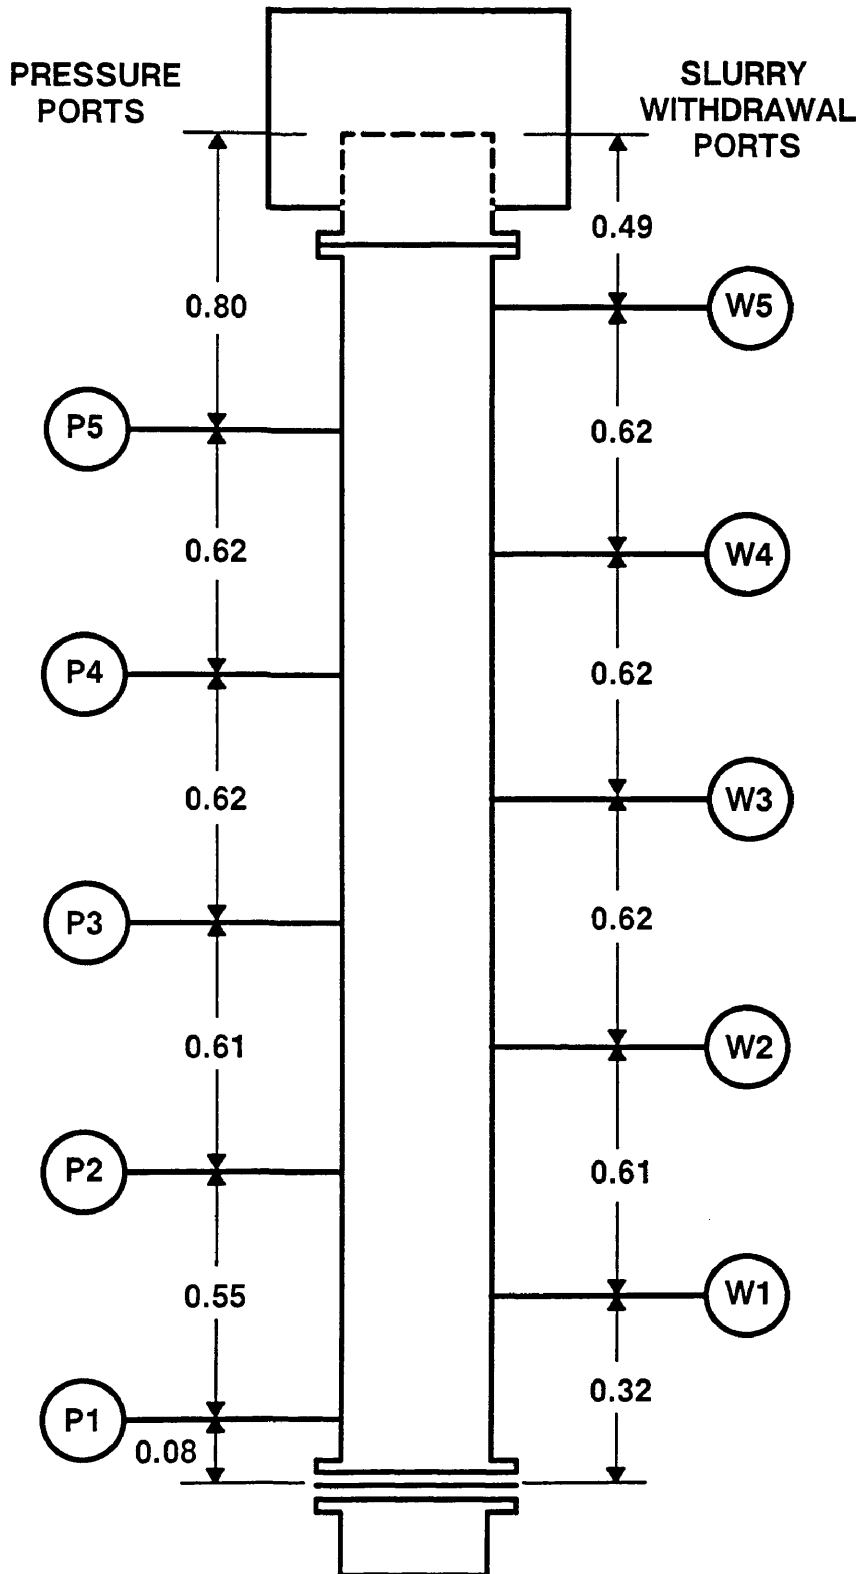 PRESSURE
PORTS
SLURRY
WITHDRAWAL
PORTS
0.49
0.80
W5
P5
0.62
0.62
W4
P4
0.62
0.62
W3
P3
0.62
0.61
W2
P2
0.61
0.55
W1
0.32
P1
0.08